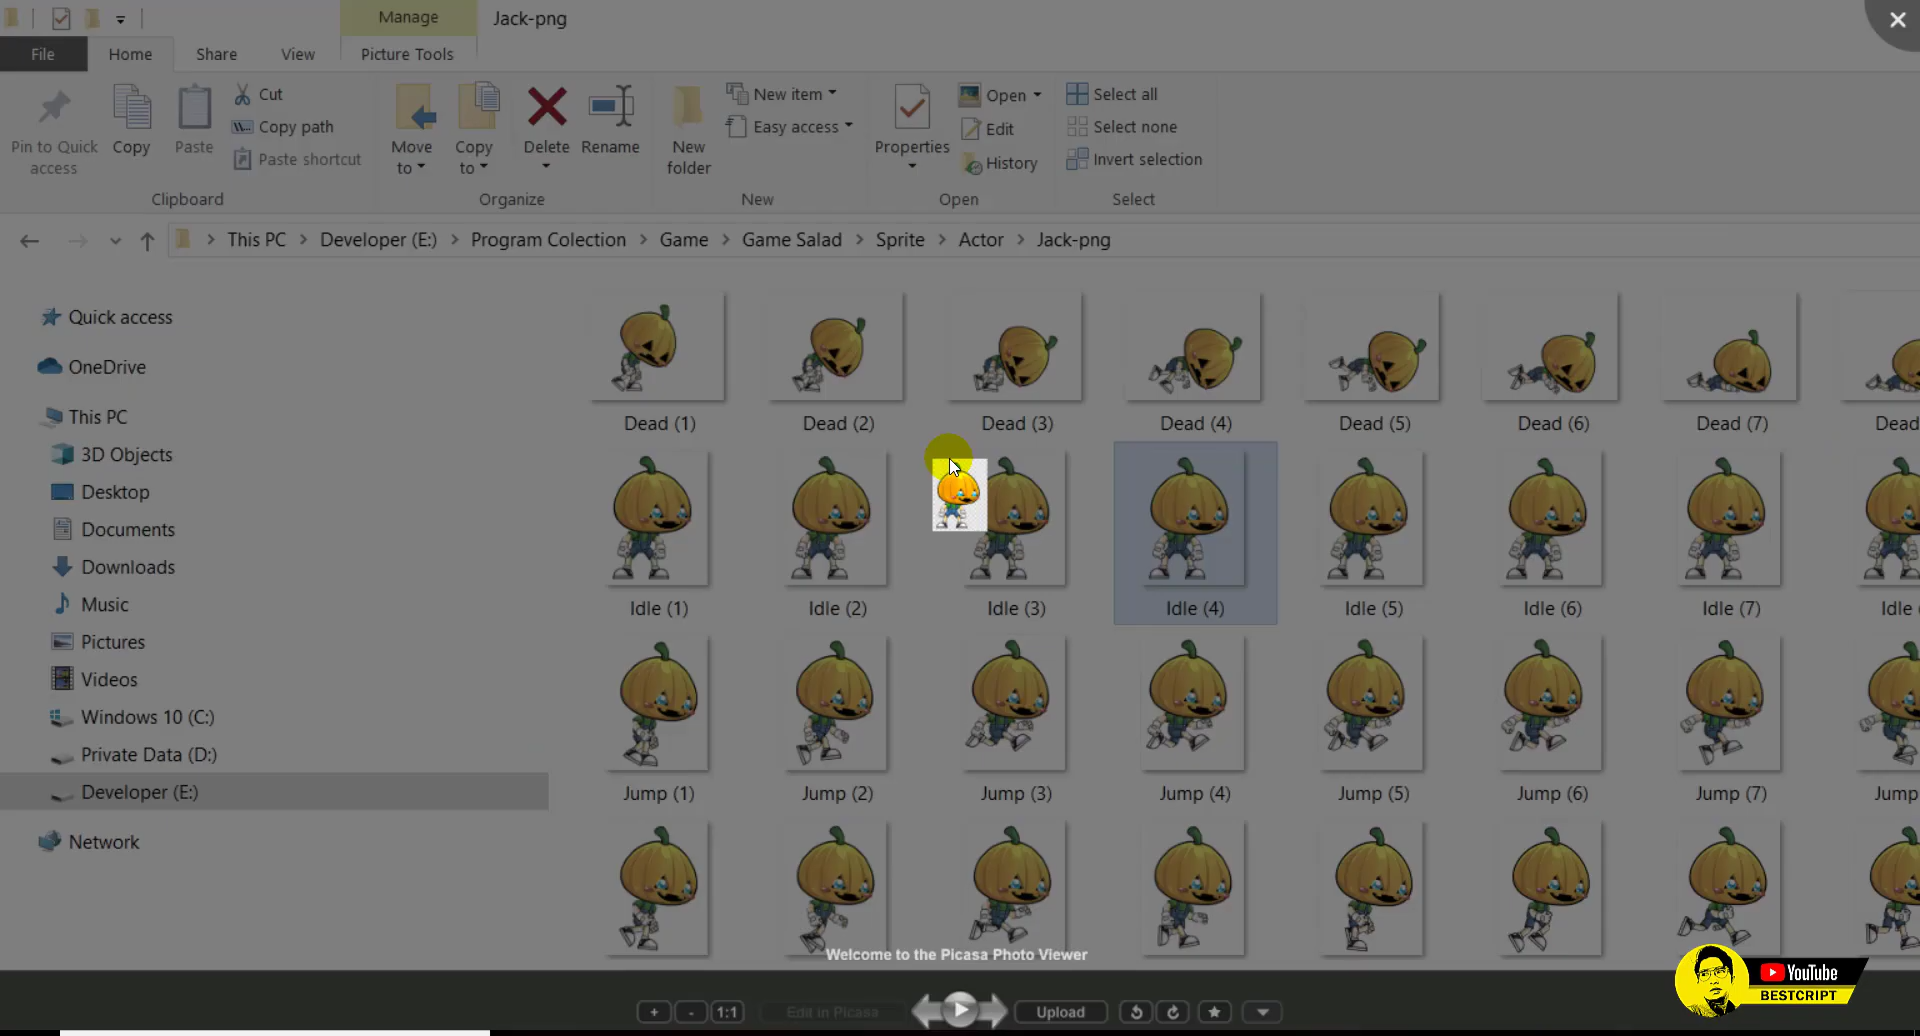 Manage
Jack-png
File
Home
Share
View
Picture Tools
Pin to Quick access
Copy
Paste
Cut
Copy path
Paste shortcut
Clipboard
Move to
Copy to
Delete
Rename
Organize
New folder
New item
Easy access
New
Properties
Open
Edit
History
Open
Select all
Select none
Invert selection
Select
This PC > Developer (E:) > Program Colection > Game > Game Salad > Sprite > Actor > Jack-png
Quick access
OneDrive
This PC
3D Objects
Desktop
Documents
Downloads
Music
Pictures
Videos
Windows 10 (C:)
Private Data (D:)
Developer (E:)
Network
Dead (1)
Dead (2)
Dead (3)
Dead (4)
Dead (5)
Dead (6)
Dead (7)
Dead
Idle (1)
Idle (2)
Idle (3)
Idle (4)
Idle (5)
Idle (6)
Idle (7)
Idle
Jump (1)
Jump (2)
Jump (3)
Jump (4)
Jump (5)
Jump (6)
Jump (7)
Jump
Welcome to the Picasa Photo Viewer
+
-
1:1
Edit in Picasa
Upload
YouTube
BESTCRIPT